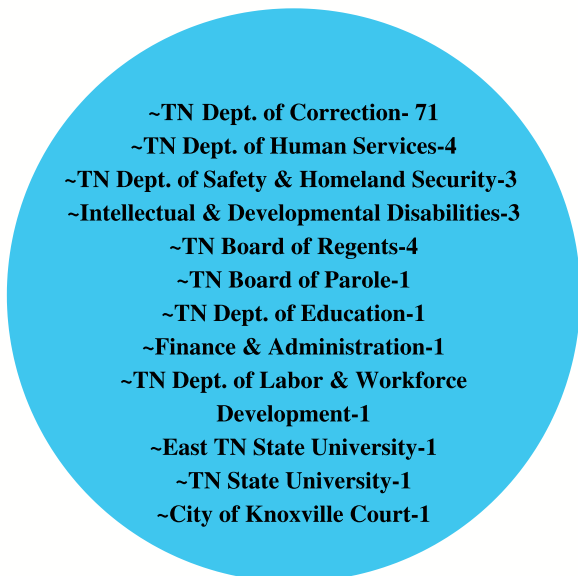 ~TN Dept. of Correction- 71
~TN Dept. of Human Services-4
~TN Dept. of Safety & Homeland Security-3
~Intellectual & Developmental Disabilities-3
~TN Board of Regents-4
~TN Board of Parole-1
~TN Dept. of Education-1
~Finance & Administration-1
~TN Dept. of Labor & Workforce
Development-1
~East TN State University-1
~TN State University-1
~City of Knoxville Court-1